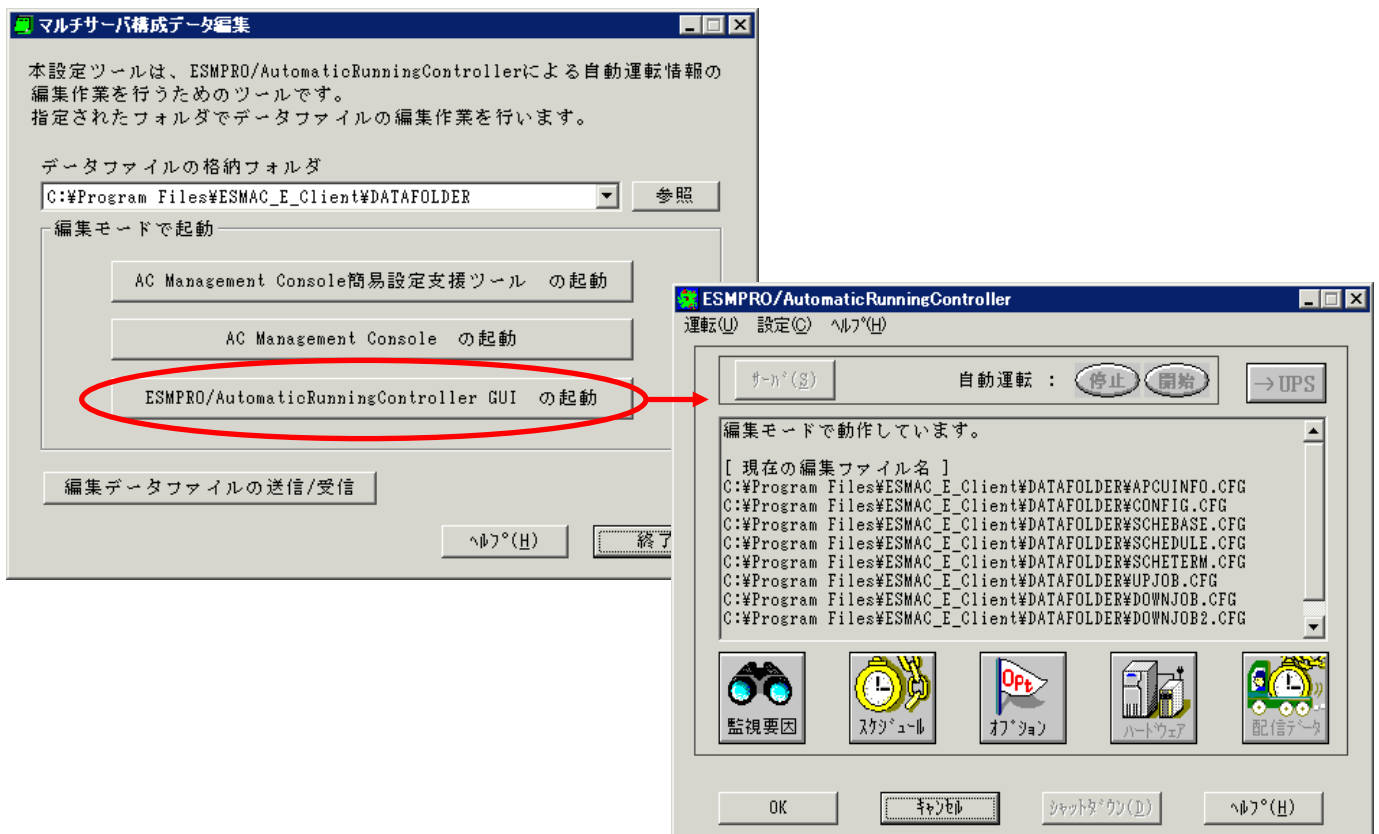 マルチサーバ構成データ編集
本設定ツールは、ESMPRO/AutomaticRunningControllerによる自動運転情報の
編集作業を行うためのツールです。
指定されたフォルダでデータファイルの編集作業を行います。
データファイルの格納フォルダ
C:¥Program Files¥ESMAC_E_Client¥DATAFOLDER
参照
編集モードで起動
AC Management Console簡易設定支援ツール の起動
AC Management Console の起動
ESMPRO/AutomaticRunningController GUI の起動
編集データファイルの送信/受信
ﾍﾙﾌﾟ(H)
終了
ESMPRO/AutomaticRunningController
運転(U) 設定(C) ﾍﾙﾌﾟ(H)
ｻｰﾊﾞ(S)
自動運転 : 停止 開始
→UPS
編集モードで動作しています。
[ 現在の編集ファイル名 ]
C:¥Program Files¥ESMAC_E_Client¥DATAFOLDER¥APCUINFO.CFG
C:¥Program Files¥ESMAC_E_Client¥DATAFOLDER¥CONFIG.CFG
C:¥Program Files¥ESMAC_E_Client¥DATAFOLDER¥SCHEBASE.CFG
C:¥Program Files¥ESMAC_E_Client¥DATAFOLDER¥SCHEDULE.CFG
C:¥Program Files¥ESMAC_E_Client¥DATAFOLDER¥SCHETERM.CFG
C:¥Program Files¥ESMAC_E_Client¥DATAFOLDER¥UPJOB.CFG
C:¥Program Files¥ESMAC_E_Client¥DATAFOLDER¥DOWNJOB.CFG
C:¥Program Files¥ESMAC_E_Client¥DATAFOLDER¥DOWNJOB2.CFG
OPt
監視要因 ｽｹｼﾞｭｰﾙ ｵﾌﾟｼｮﾝ ﾊｰﾄﾞｳｪｱ 配信ﾃﾞｰﾀ
OK ｷｬﾝｾﾙ ｼｬｯﾄﾀﾞｳﾝ(D) ﾍﾙﾌﾟ(H)